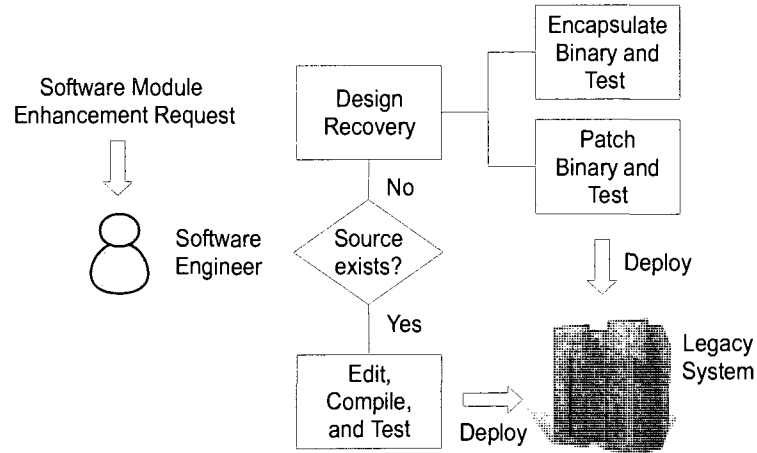 Software Module
Enhancement Request
Software
Engineer
Design
Recovery
No
Source
exists?
Yes
Edit,
Compile,
and Test
Deploy
Encapsulate
Binary and
Test
Patch
Binary and
Test
Deploy
Legacy
System